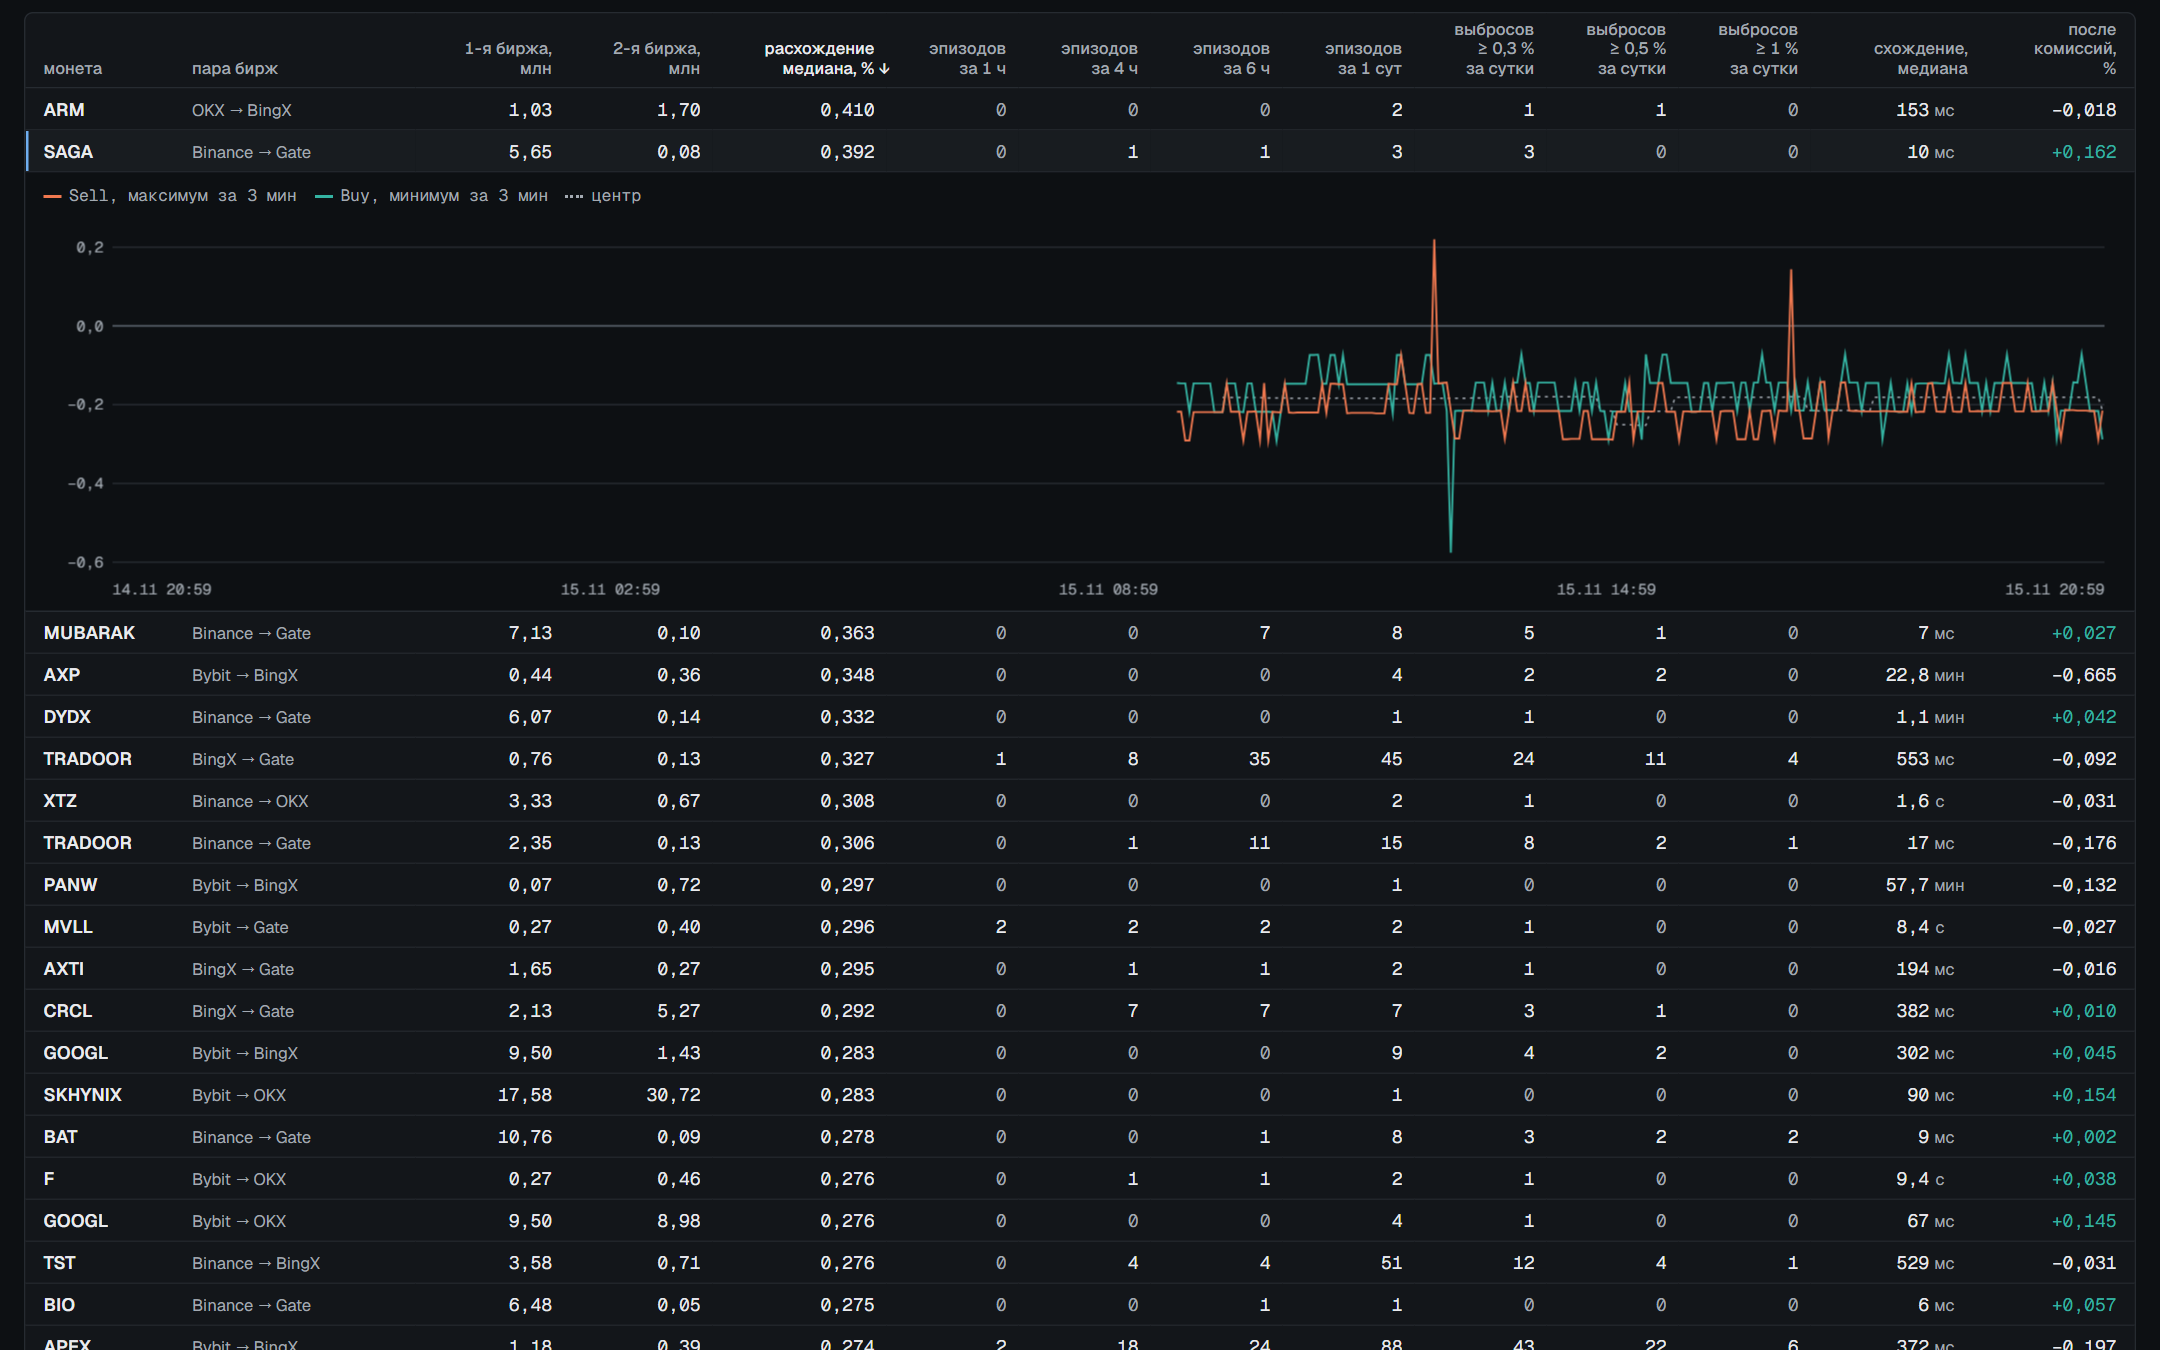 монета	пара бирж	1-я биржа, млн	2-я биржа, млн	расхождение медиана, % ↓	эпизодов за 1 ч	эпизодов за 4 ч	эпизодов за 6 ч	эпизодов за 1 сут	выбросов ≥ 0,3 % за сутки	выбросов ≥ 0,5 % за сутки	выбросов ≥ 1 % за сутки	схождение, медиана	после комиссий, %
ARM	OKX → BingX	1,03	1,70	0,410	0	0	0	2	1	1	0	153 мс	−0,018
SAGA	Binance → Gate	5,65	0,08	0,392	0	1	1	3	3	0	0	10 мс	+0,162
Sell, максимум за 3 мин	Buy, минимум за 3 мин	центр
0,2
0,0
−0,2
−0,4
−0,6
14.11 20:59	15.11 02:59	15.11 08:59	15.11 14:59	15.11 20:59
MUBARAK	Binance → Gate	7,13	0,10	0,363	0	0	7	8	5	1	0	7 мс	+0,027
AXP	Bybit → BingX	0,44	0,36	0,348	0	0	0	4	2	2	0	22,8 мин	−0,665
DYDX	Binance → Gate	6,07	0,14	0,332	0	0	0	1	1	0	0	1,1 мин	+0,042
TRADOOR	BingX → Gate	0,76	0,13	0,327	1	8	35	45	24	11	4	553 мс	−0,092
XTZ	Binance → OKX	3,33	0,67	0,308	0	0	0	2	1	0	0	1,6 с	−0,031
TRADOOR	Binance → Gate	2,35	0,13	0,306	0	1	11	15	8	2	1	17 мс	−0,176
PANW	Bybit → BingX	0,07	0,72	0,297	0	0	0	1	0	0	0	57,7 мин	−0,132
MVLL	Bybit → Gate	0,27	0,40	0,296	2	2	2	2	1	0	0	8,4 с	−0,027
AXTI	BingX → Gate	1,65	0,27	0,295	0	1	1	2	1	0	0	194 мс	−0,016
CRCL	BingX → Gate	2,13	5,27	0,292	0	7	7	7	3	1	0	382 мс	+0,010
GOOGL	Bybit → BingX	9,50	1,43	0,283	0	0	0	9	4	2	0	302 мс	+0,045
SKHYNIX	Bybit → OKX	17,58	30,72	0,283	0	0	0	1	0	0	0	90 мс	+0,154
BAT	Binance → Gate	10,76	0,09	0,278	0	0	1	8	3	2	2	9 мс	+0,002
F	Bybit → OKX	0,27	0,46	0,276	0	1	1	2	1	0	0	9,4 с	+0,038
GOOGL	Bybit → OKX	9,50	8,98	0,276	0	0	0	4	1	0	0	67 мс	+0,145
TST	Binance → BingX	3,58	0,71	0,276	0	4	4	51	12	4	1	529 мс	−0,031
BIO	Binance → Gate	6,48	0,05	0,275	0	0	1	1	0	0	0	6 мс	+0,057
APEX	Bybit → BingX	1,18	0,39	0,274	2	18	24	88	43	22	6	372 мс	−0,197